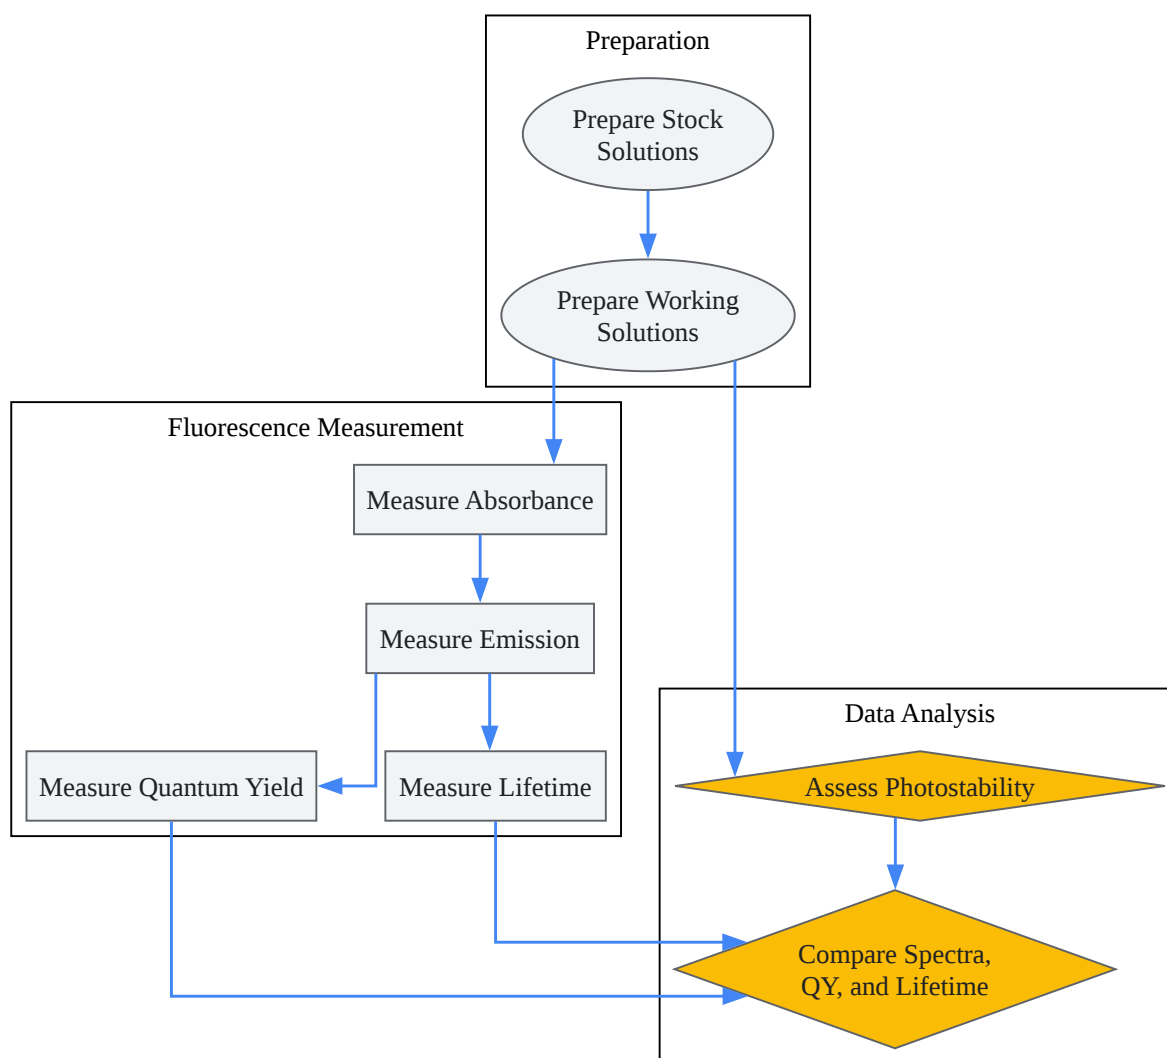 Preparation
Prepare Stock
Solutions
Prepare Working
Solutions
Fluorescence Measurement
Measure Absorbance
Measure Emission
Measure Quantum Yield
Measure Lifetime
Data Analysis
Assess Photostability
Compare Spectra,
QY, and Lifetime